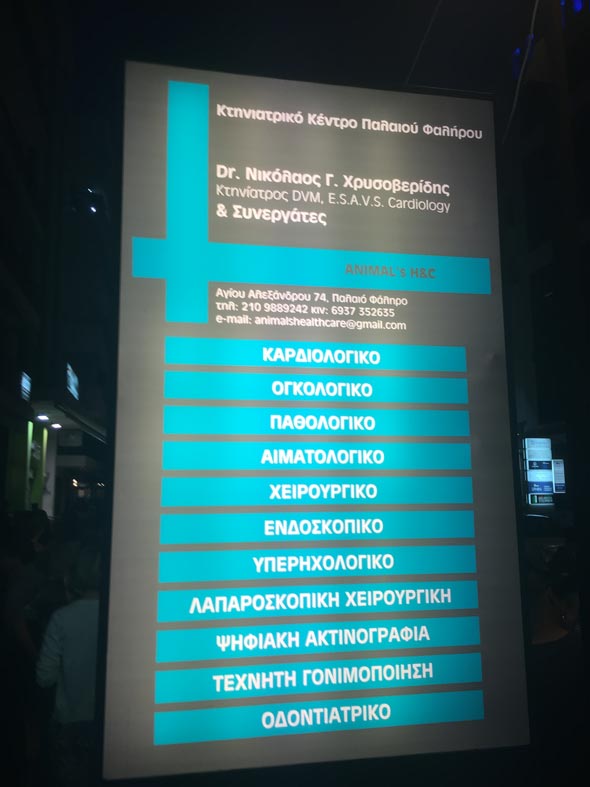 Κτηνιατρικό Κέντρο Παλαιού Φαλήρου
Dr. Νικόλαος Γ. Χρυσοβερίδης
Κτηνίατρος DVM, E.S.A.V.S. Cardiology
& Συνεργάτες
ANIMAL's H&C
Αγίου Αλεξάνδρου 74, Παλαιό Φάληρο
τηλ: 210 9889242 κιν: 6937 352635
e-mail: animalshealthcare@gmail.com
ΚΑΡΔΙΟΛΟΓΙΚΟ
ΟΓΚΟΛΟΓΙΚΟ
ΠΑΘΟΛΟΓΙΚΟ
ΑΙΜΑΤΟΛΟΓΙΚΟ
ΧΕΙΡΟΥΡΓΙΚΟ
ΕΝΔΟΣΚΟΠΙΚΟ
ΥΠΕΡΗΧΟΛΟΓΙΚΟ
ΛΑΠΑΡΟΣΚΟΠΙΚΗ ΧΕΙΡΟΥΡΓΙΚΗ
ΨΗΦΙΑΚΗ ΑΚΤΙΝΟΓΡΑΦΙΑ
ΤΕΧΝΗΤΗ ΓΟΝΙΜΟΠΟΙΗΣΗ
ΟΔΟΝΤΙΑΤΡΙΚΟ